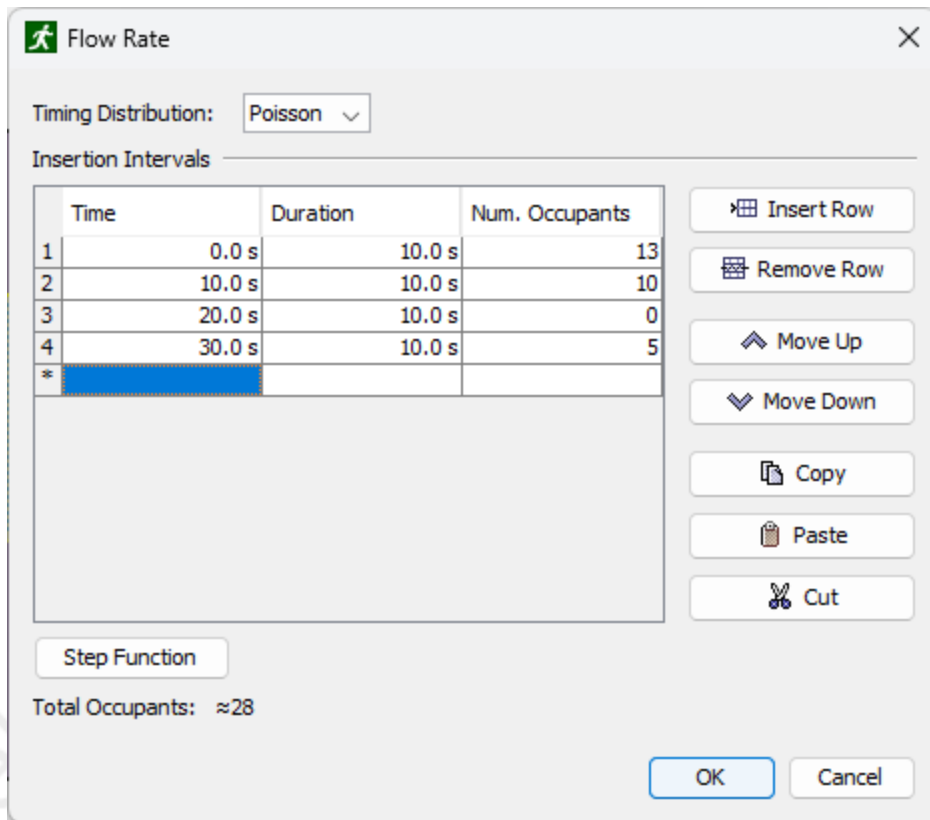 Flow Rate
Timing Distribution: Poisson
Insertion Intervals
Time Duration Num. Occupants
1 0.0 s 10.0 s 13
2 10.0 s 10.0 s 10
3 20.0 s 10.0 s 0
4 30.0 s 10.0 s 5
*
Insert Row
Remove Row
Move Up
Move Down
Copy
Paste
Cut
Step Function
Total Occupants: ≈28
OK Cancel